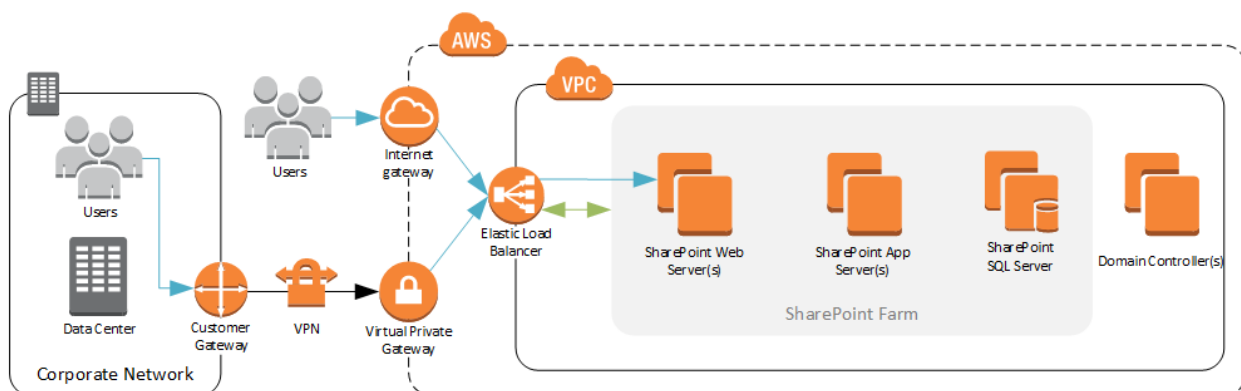 AWS
VPC
Users
Data Center
Customer
Gateway
Corporate Network
Users
VPN
Internet
gateway
Virtual Private
Gateway
Elastic Load
Balancer
SharePoint Web
Server(s)
SharePoint App
Server(s)
SharePoint
SQL Server
Domain Controller(s)
SharePoint Farm